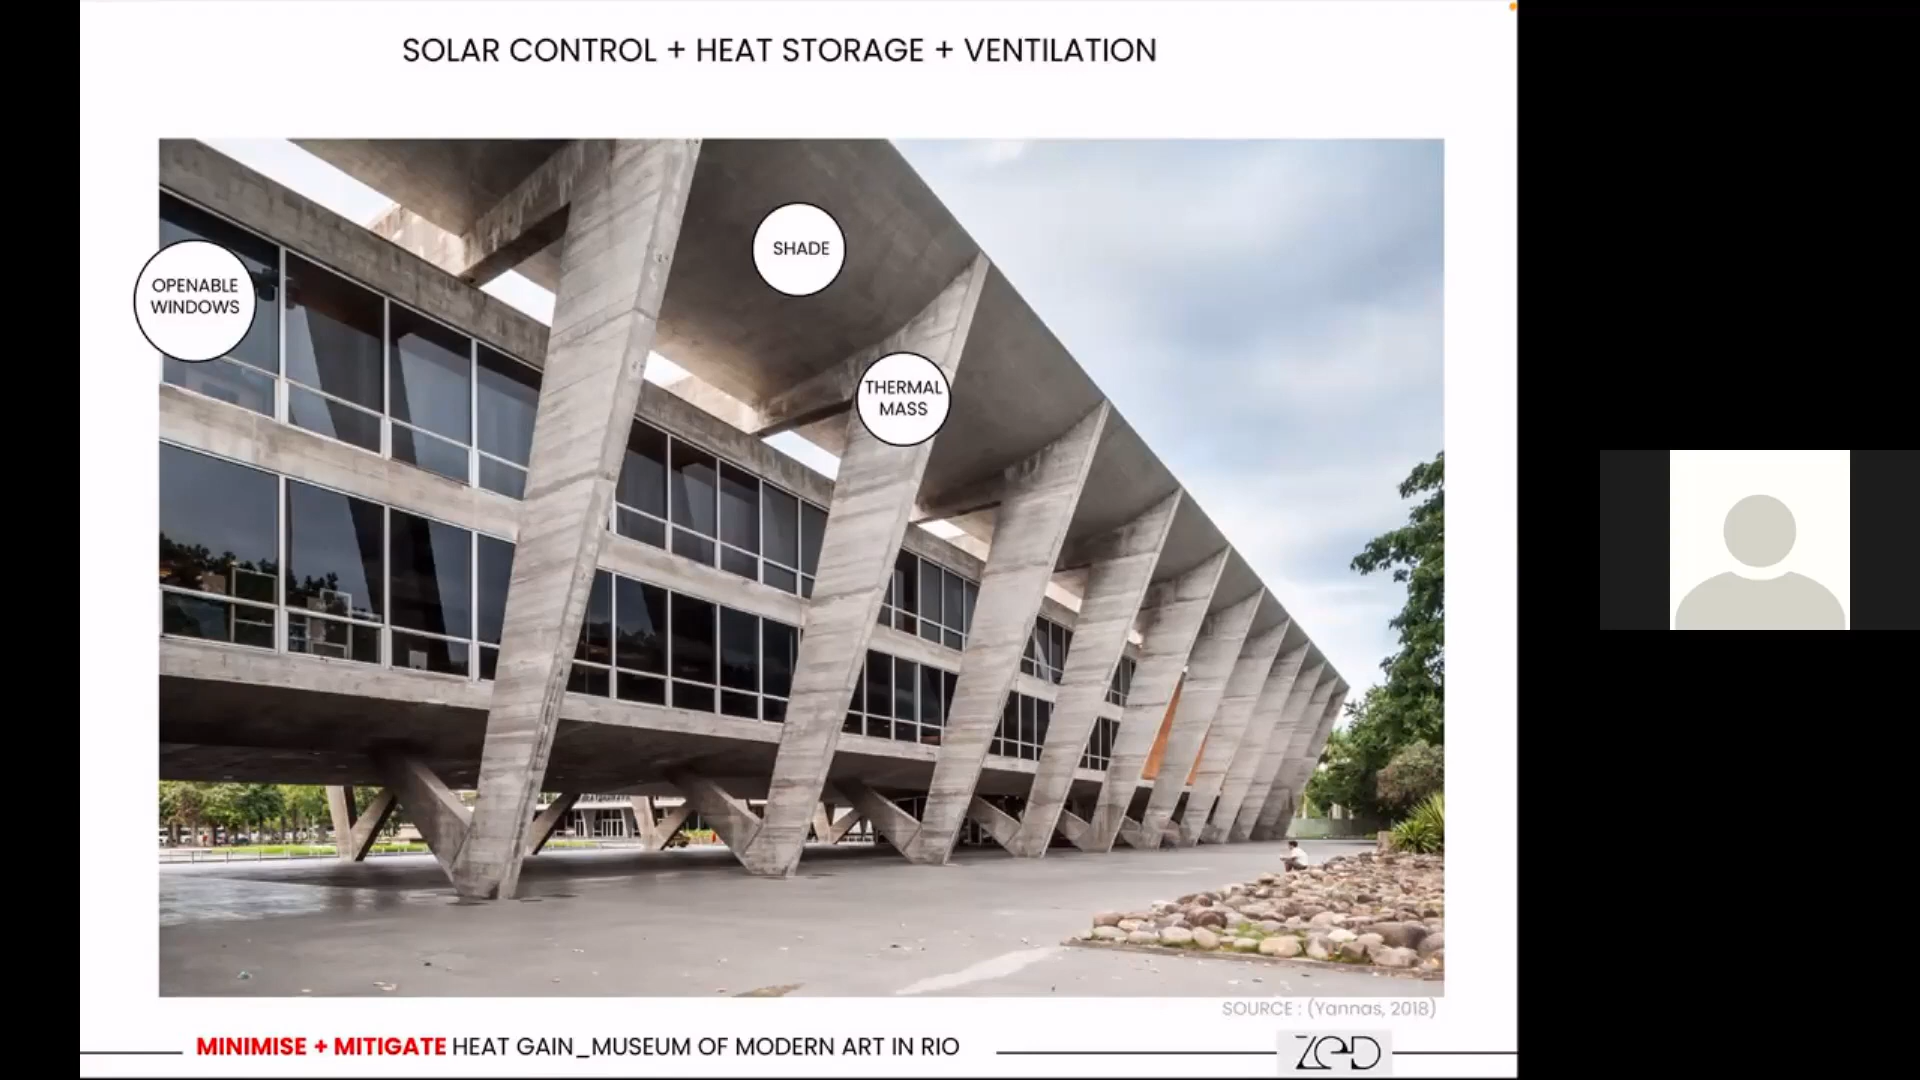 SOLAR CONTROL + HEAT STORAGE + VENTILATION
OPENABLE
WINDOWS
SHADE
THERMAL
MASS
SOURCE : (Yannas, 2018)
MINIMISE + MITIGATE HEAT GAIN_MUSEUM OF MODERN ART IN RIO
ZED